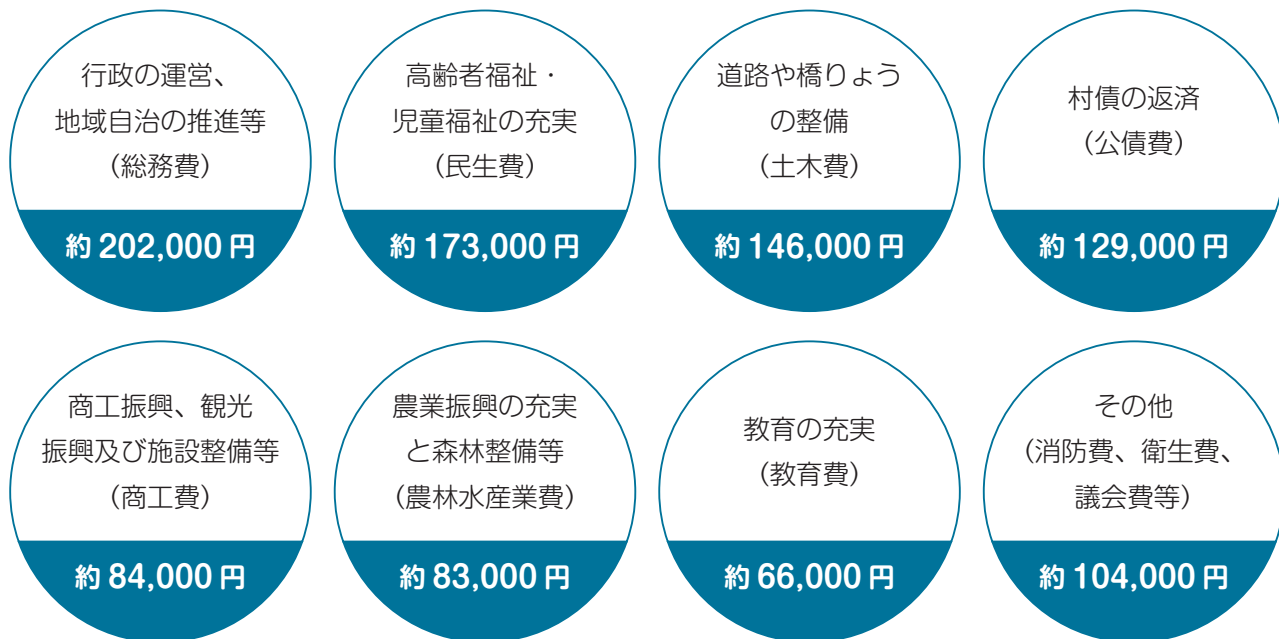 行政の運営、
地域自治の推進等
（総務費）
約 202,000 円
高齢者福祉・
児童福祉の充実
（民生費）
約 173,000 円
道路や橋りょう
の整備
（土木費）
約 146,000 円
村債の返済
（公債費）
約 129,000 円
商工振興、観光
振興及び施設整備等
（商工費）
約 84,000 円
農業振興の充実
と森林整備等
（農林水産業費）
約 83,000 円
教育の充実
（教育費）
約 66,000 円
その他
（消防費、衛生費、
議会費等）
約 104,000 円